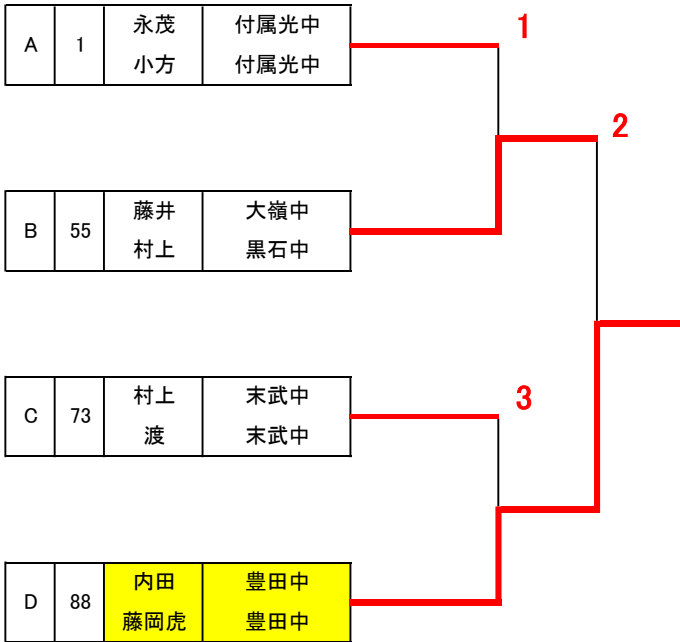 永茂 付属光中
A 1
小方 付属光中
1
2
藤井 大嶺中
B 55
村上 黒石中
村上 末武中
C 73
渡 末武中
3
内田 豊田中
D 88
藤岡虎 豊田中